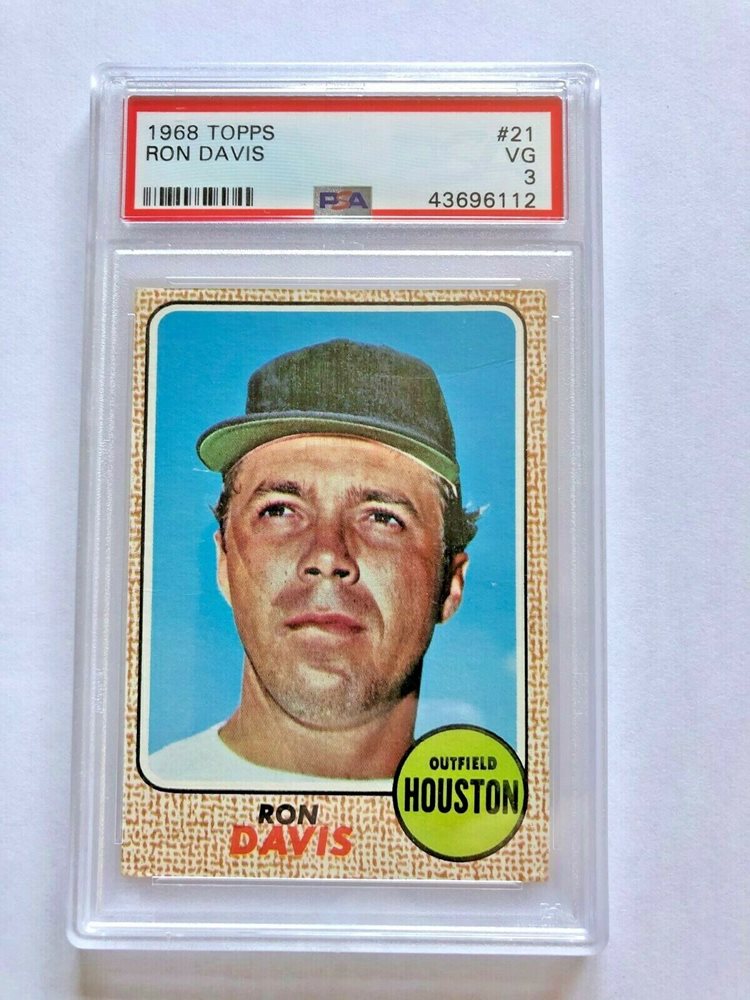 1968 TOPPS #21
RON DAVIS VG
3
PSA 43696112
OUTFIELD
HOUSTON
RON
DAVIS